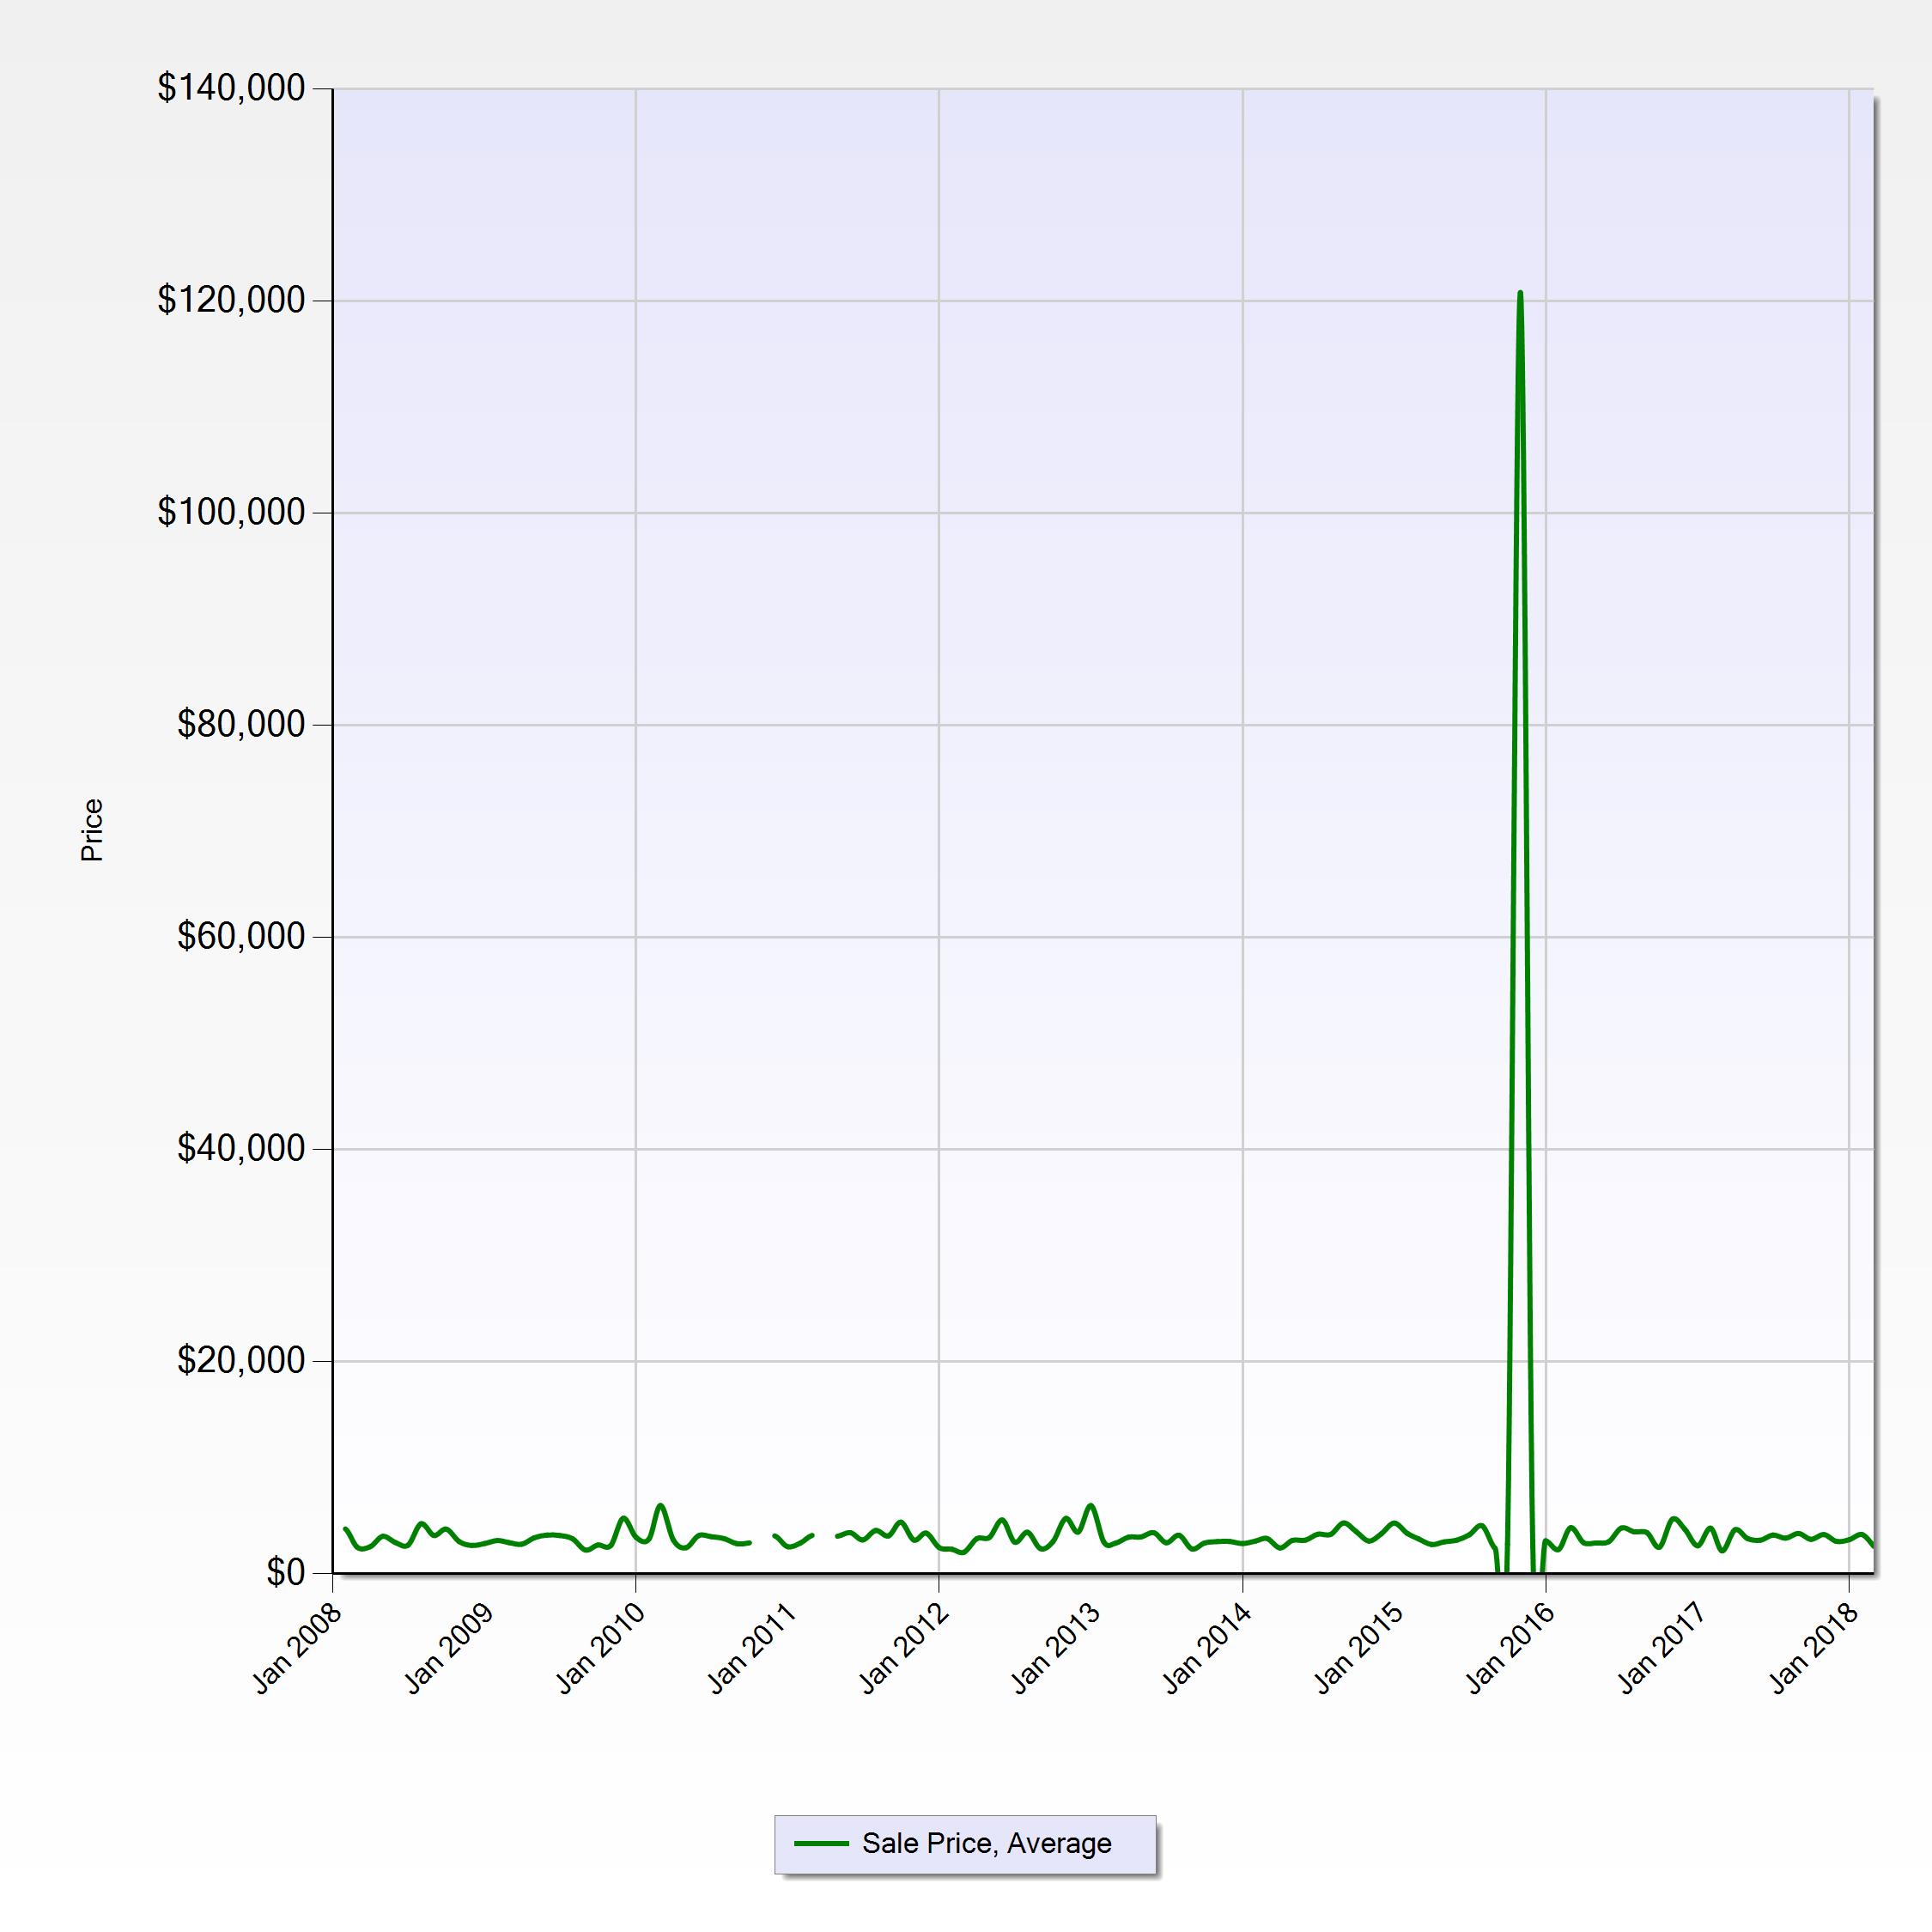 $140,000
$120,000
$100,000
$80,000
$60,000
$40,000
$20,000
$0
Price
Jan 2008
Jan 2009
Jan 2010
Jan 2011
Jan 2012
Jan 2013
Jan 2014
Jan 2015
Jan 2016
Jan 2017
Jan 2018
Sale Price, Average